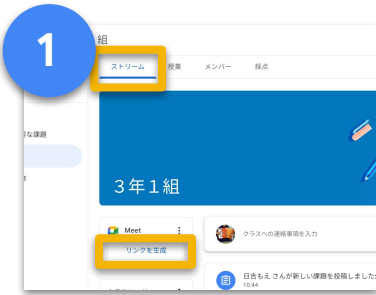 1
組
ストリーム 授業 メンバー 採点
な課題
3年1組
Meet
リンクを生成
クラスへの連絡事項を入力
日吉もえ さんが新しい課題を投稿しました
10:44